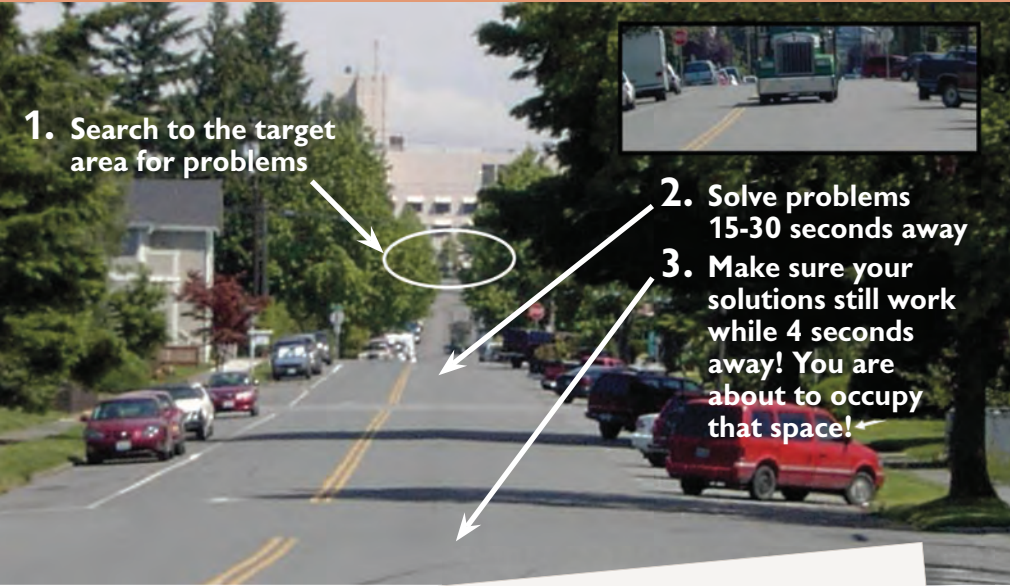 1. Search to the target
area for problems
2. Solve problems
15-30 seconds away
3. Make sure your
solutions still work
while 4 seconds
away! You are
about to occupy
that space!